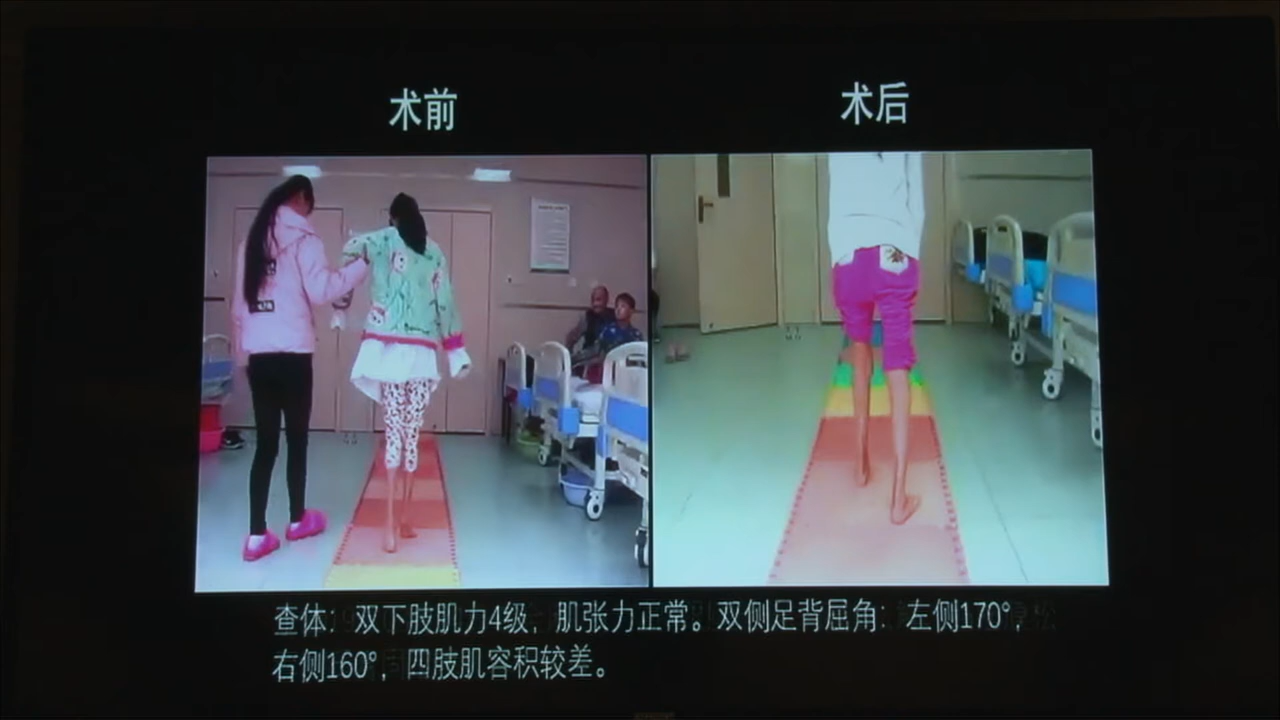 术前
术后
查体：双下肢肌力4级，肌张力正常。双侧足背屈角：左侧170°，
右侧160°，四肢肌容积较差。